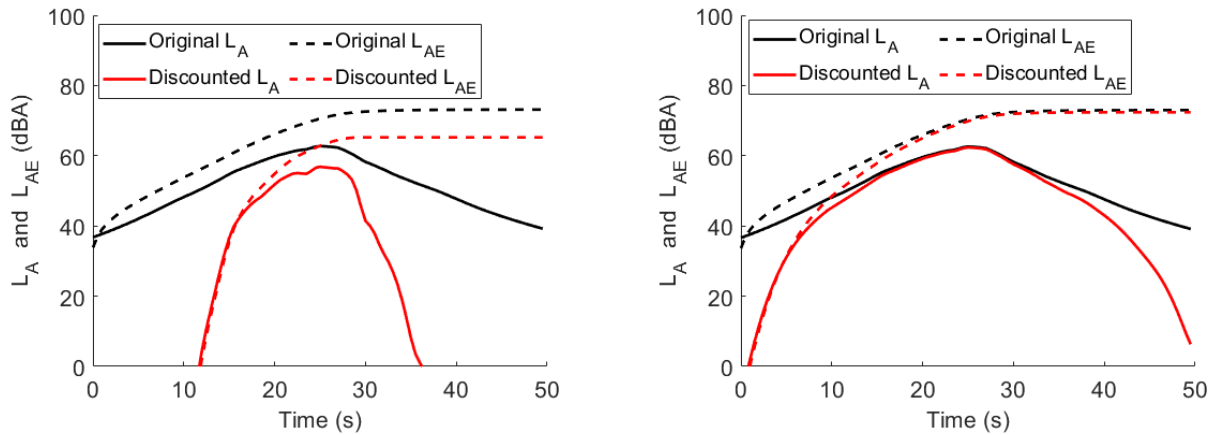 100
80
60
40
20
0
L_A and L_AE (dBA)
Original L_A Original L_AE
Discounted L_A Discounted L_AE
0 10 20 30 40 50
Time (s)
100
80
60
40
20
0
L_A and L_AE (dBA)
Original L_A Original L_AE
Discounted L_A Discounted L_AE
0 10 20 30 40 50
Time (s)